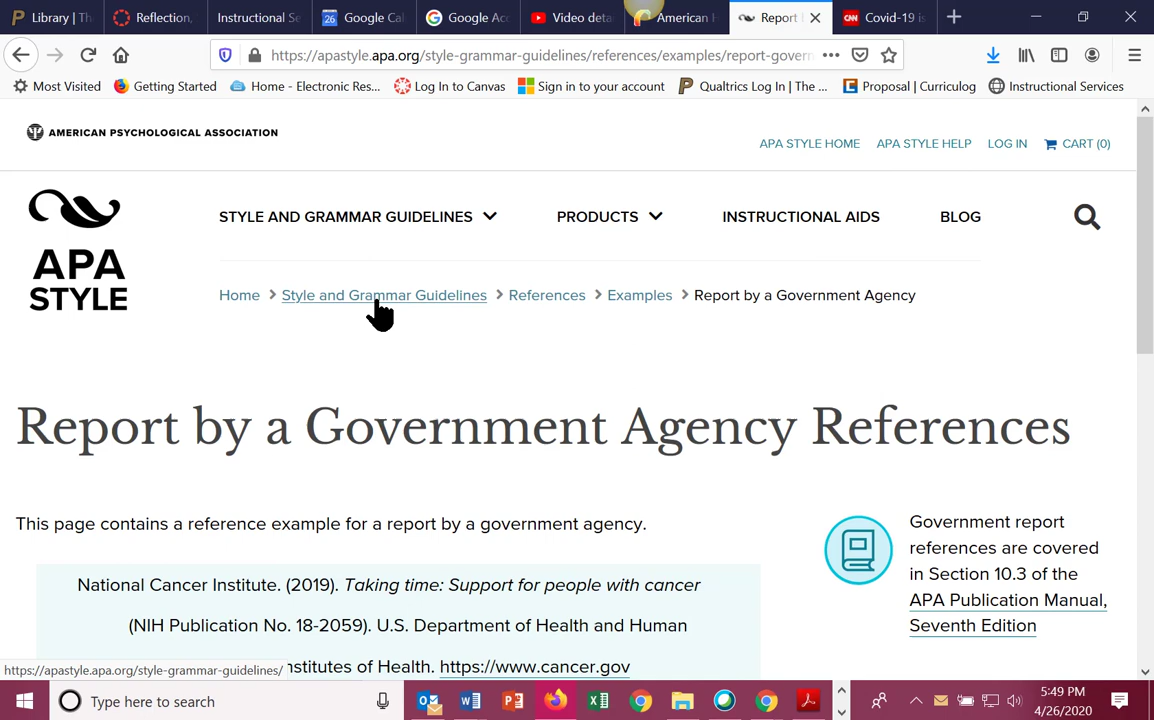 Library | Th
Reflection,
Instructional Se
26 Google Cal
Google Acc
Video deta
American H
Report
Covid-19 is
https://apastyle.apa.org/style-grammar-guidelines/references/examples/report-govern
Most Visited
Getting Started
Home - Electronic Res...
Log In to Canvas
Sign in to your account
Qualtrics Log In | The ...
Proposal | Curriculog
Instructional Services
AMERICAN PSYCHOLOGICAL ASSOCIATION
APA STYLE HOME APA STYLE HELP LOG IN CART (0)
APA
STYLE
STYLE AND GRAMMAR GUIDELINES PRODUCTS INSTRUCTIONAL AIDS BLOG
Home > Style and Grammar Guidelines > References > Examples > Report by a Government Agency
Report by a Government Agency References
This page contains a reference example for a report by a government agency.
National Cancer Institute. (2019). Taking time: Support for people with cancer
(NIH Publication No. 18-2059). U.S. Department of Health and Human
nstitutes of Health. https://www.cancer.gov
Government report
references are covered
in Section 10.3 of the
APA Publication Manual,
Seventh Edition
https://apastyle.apa.org/style-grammar-guidelines/
Type here to search
5:49 PM
4/26/2020